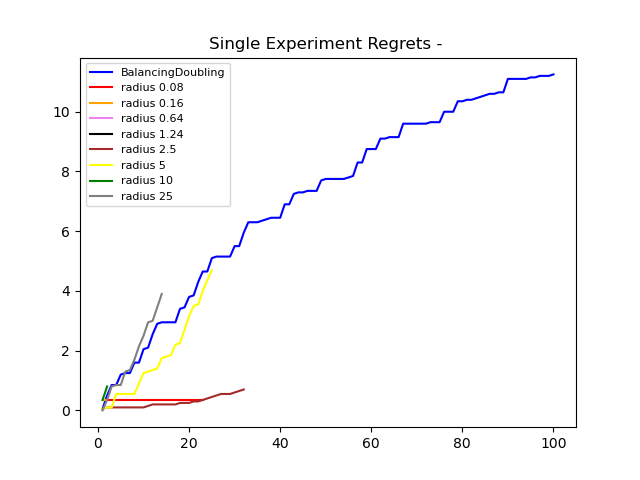 Single Experiment Regrets -
BalancingDoubling
radius 0.08
radius 0.16
radius 0.64
radius 1.24
radius 2.5
radius 5
radius 10
radius 25
10
8
6
4
2
0
0 20 40 60 80 100